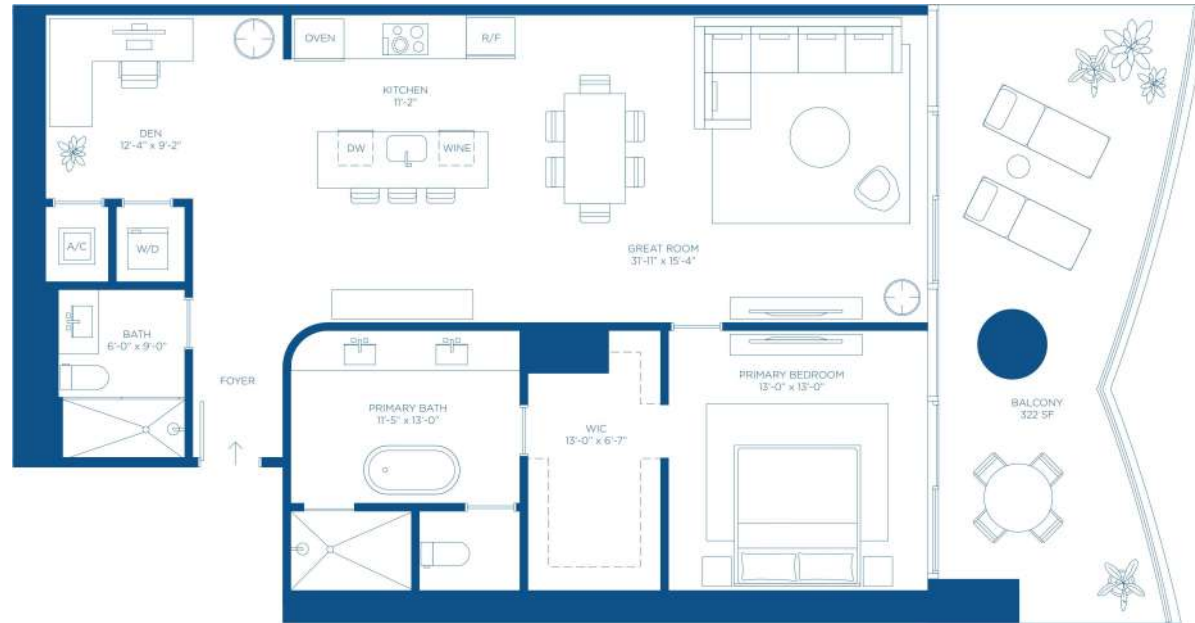 OVEN
R/F
KITCHEN
11'-2"
DEN
12'-4" x 9'-2"
DW
WINE
A/C
W/D
GREAT ROOM
31'-11" x 15'-4"
BATH
6'-0" x 9'-0"
FOYER
PRIMARY BATH
11'-5" x 13'-0"
WIC
13'-0" x 6'-7"
PRIMARY BEDROOM
13'-0" x 13'-0"
BALCONY
322 SF